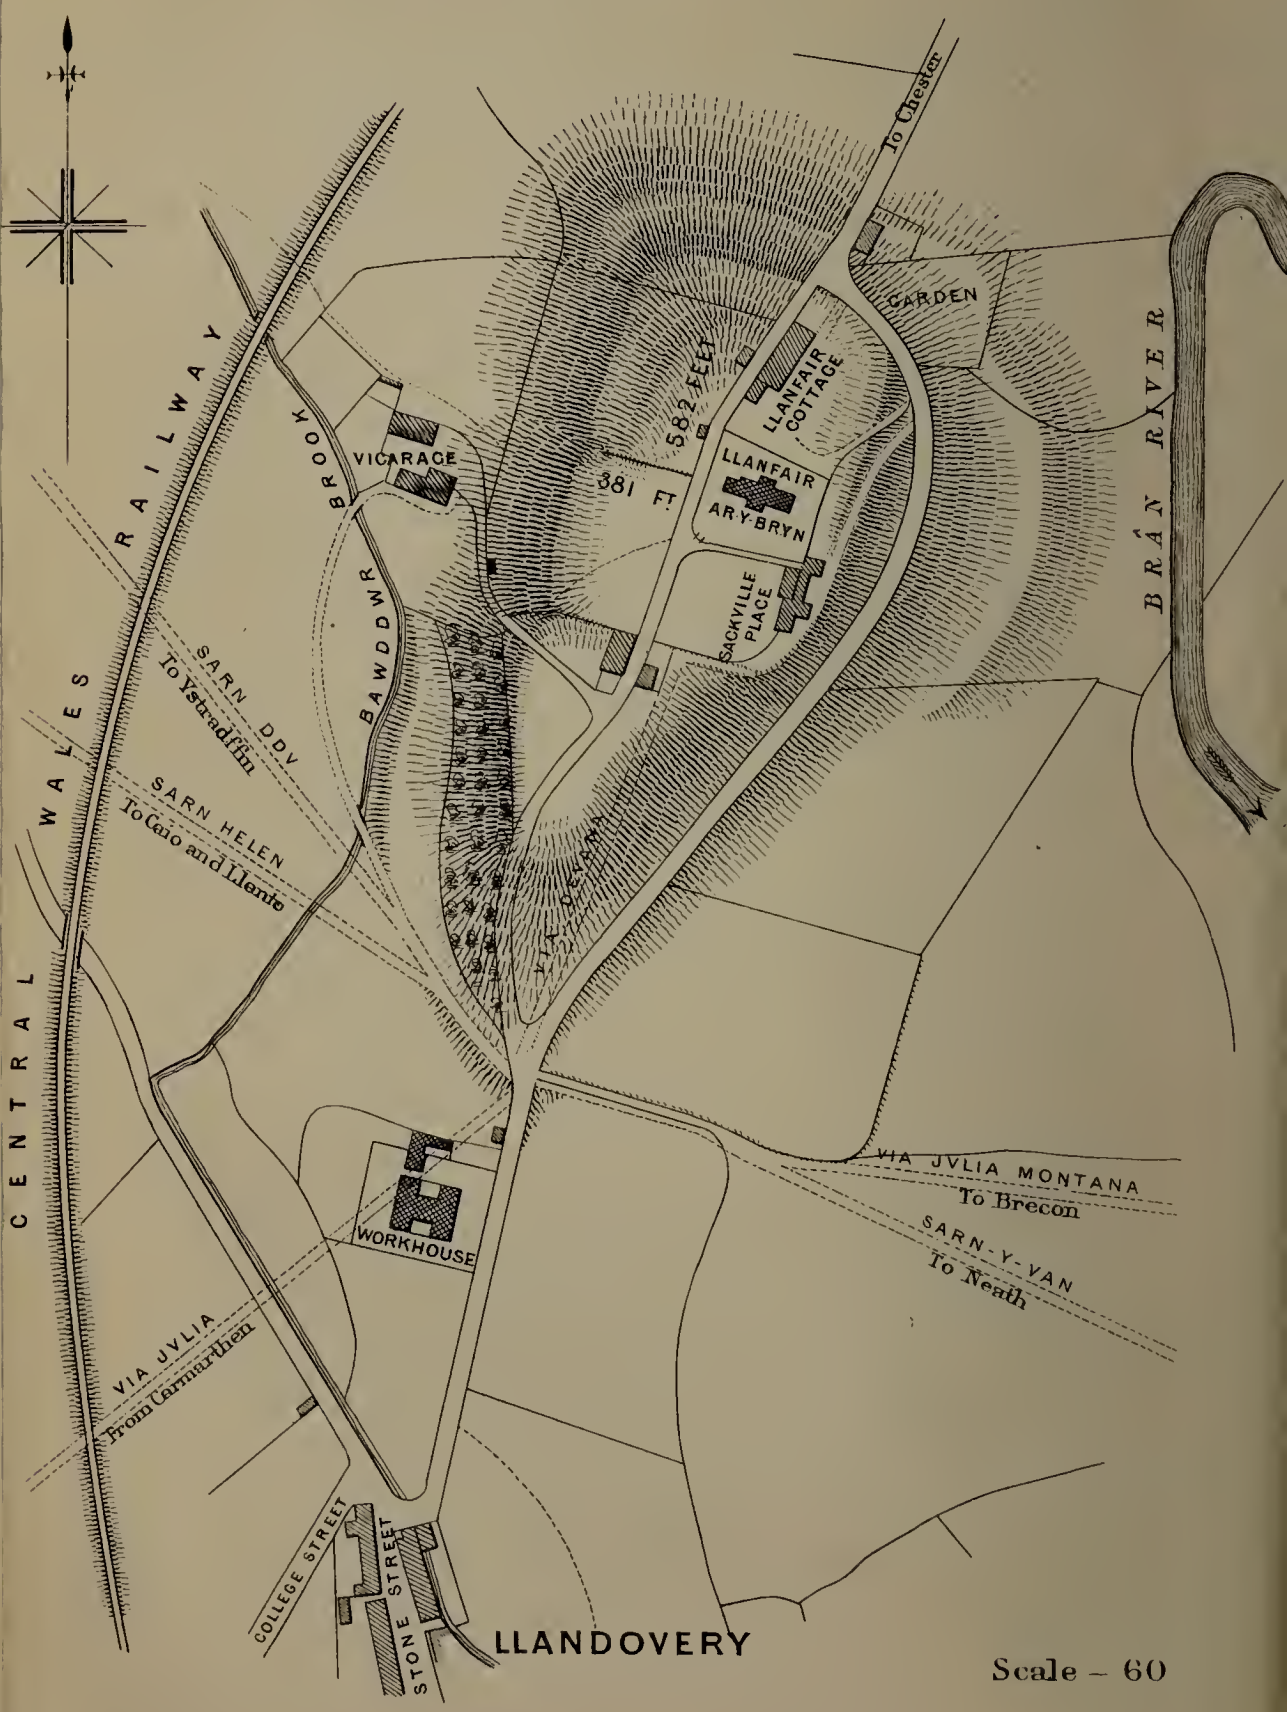 To Chester
GARDEN
BRÂN RIVER
582 FEET
LLANFAIR
COTTAGE
VICARAGE
381 FT
LLANFAIR
AR-Y-BRYN
SACKVILLE
PLACE
BAWDDWR BROOK
CENTRAL WALES RAILWAY
SARN DDV
To Ystradffin
SARN HELEN
To Caio and Llanio
VIA DEVANA
VIA JVLIA MONTANA
To Brecon
SARN-Y-VAN
To Neath
WORKHOUSE
VIA JVLIA
From Carmarthen
COLLEGE STREET
STONE STREET
LLANDOVERY
Scale – 60